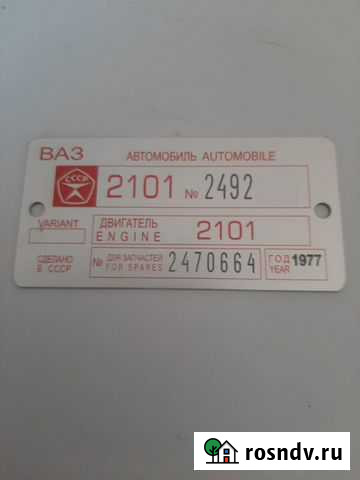 ВАЗ АВТОМОБИЛЬ AUTOMOBILE
СССР 2101 № 2492
VARIANT ДВИГАТЕЛЬ
ENGINE 2101
СДЕЛАНО № ДЛЯ ЗАПЧАСТЕЙ 2470664 ГОД 1977
В СССР FOR SPARES YEAR
rosndv.ru